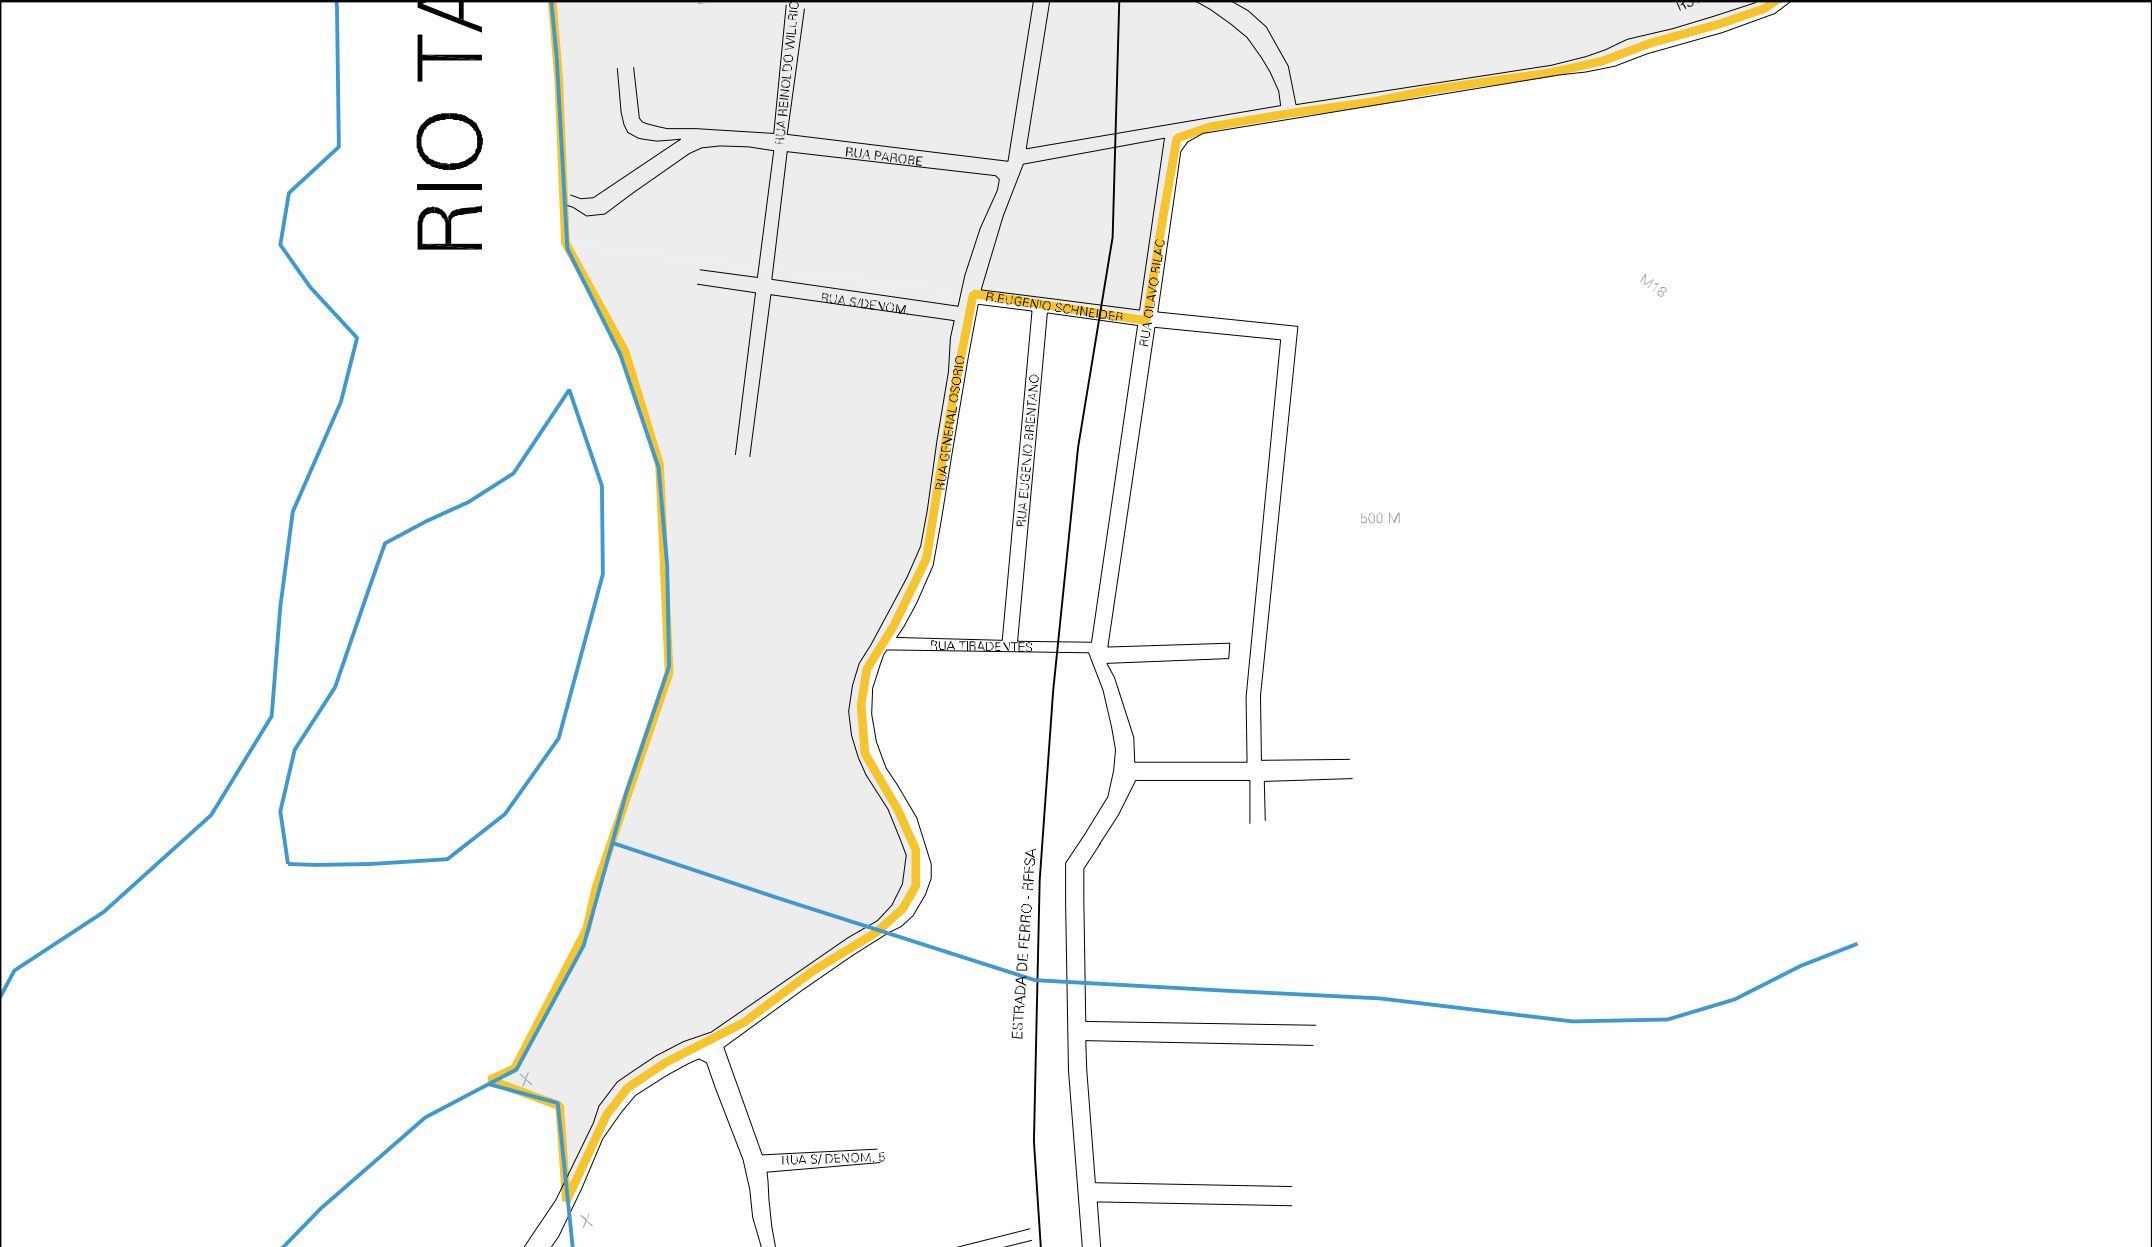 RIO TA
RUA REINOLDO WILLRIC
RUA PAROBE
RUA OLAVO BILAC
M18
RUA S/DENOM.
R.EUGENIO SCHNEIDER
RUA GENERAL OSORIO
RUA EUGENIO BRENTANO
500 M
RUA TIRADENTES
ESTRADA DE FERRO - RFFSA
X
RUA S/DENOM. 5
X